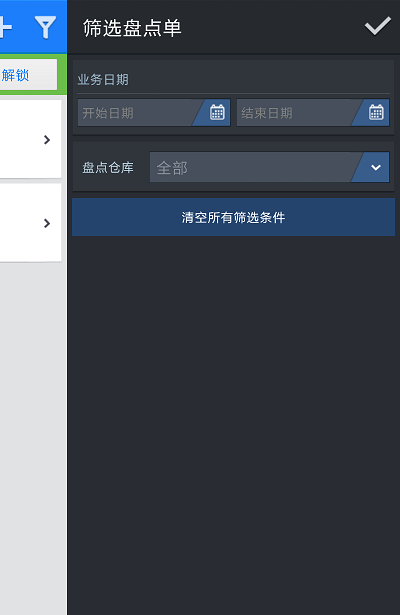 筛选盘点单
解锁
业务日期
开始日期
结束日期
盘点仓库
全部
清空所有筛选条件